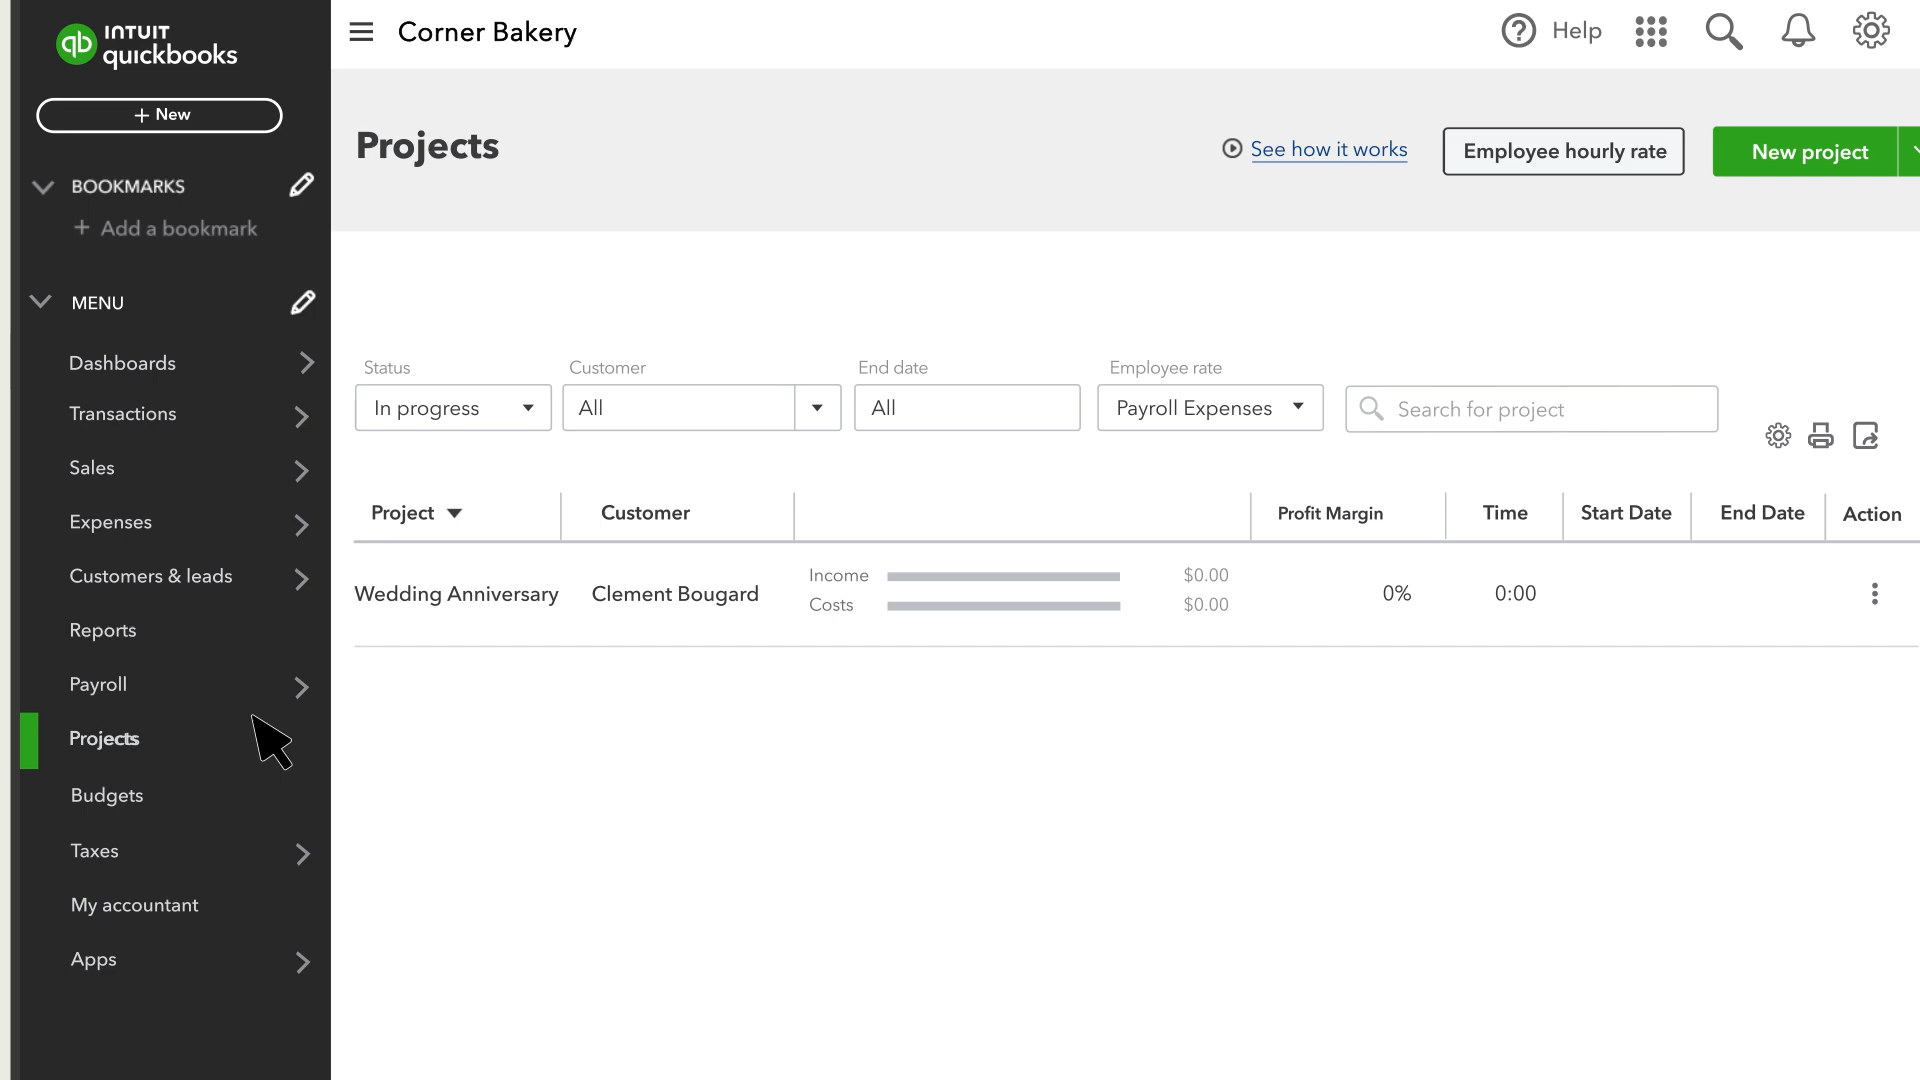 INTUIT
quickbooks
+ New
BOOKMARKS
+ Add a bookmark
MENU
Dashboards
Transactions
Sales
Expenses
Customers & leads
Reports
Payroll
Projects
Budgets
Taxes
My accountant
Apps
Corner Bakery
Help
Projects
See how it works
Employee hourly rate
New project
Status
Customer
End date
Employee rate
In progress
All
All
Payroll Expenses
Search for project
Project
Customer
Profit Margin
Time
Start Date
End Date
Action
Wedding Anniversary
Clement Bougard
Income
$0.00
Costs
$0.00
0%
0:00